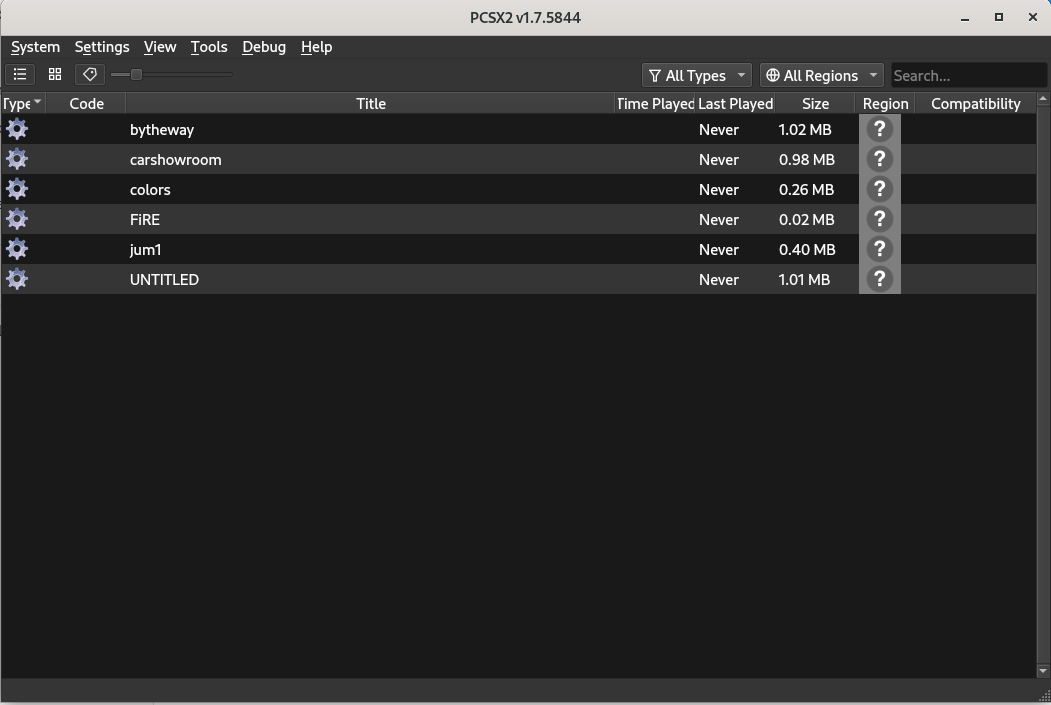 PCSX2 v1.7.5844
System Settings View Tools Debug Help
All Types All Regions Search...
Type Code Title Time Played Last Played Size Region Compatibility
bytheway Never 1.02 MB ?
carshowroom Never 0.98 MB ?
colors Never 0.26 MB ?
FiRE Never 0.02 MB ?
jum1 Never 0.40 MB ?
UNTITLED Never 1.01 MB ?